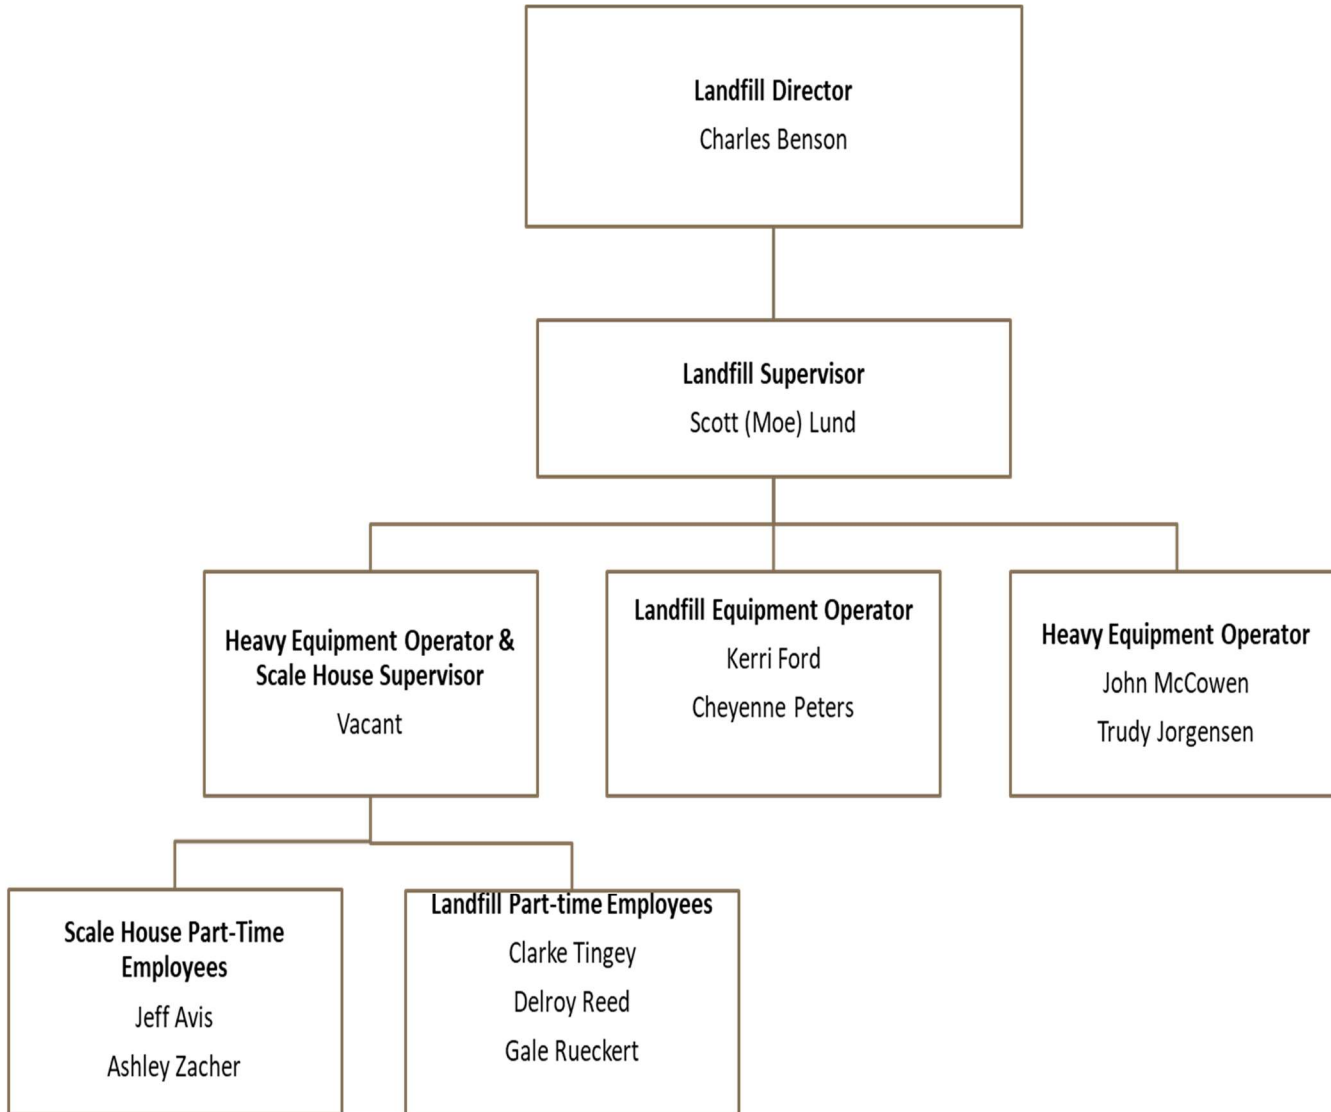 Landfill Director
Charles Benson
Landfill Supervisor
Scott (Moe) Lund
Heavy Equipment Operator &
Scale House Supervisor
Vacant
Landfill Equipment Operator
Kerri Ford
Cheyenne Peters
Heavy Equipment Operator
John McCowen
Trudy Jorgensen
Scale House Part-Time
Employees
Jeff Avis
Ashley Zacher
Landfill Part-time Employees
Clarke Tingey
Delroy Reed
Gale Rueckert